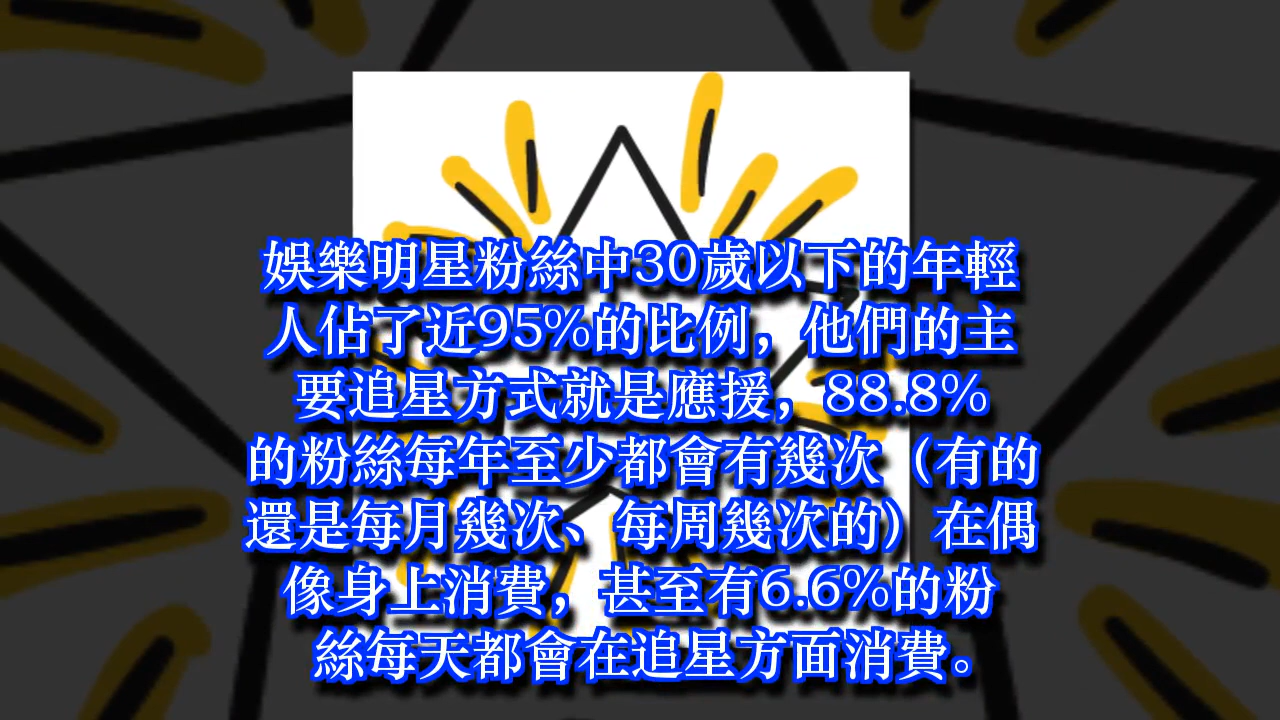 娛樂明星粉絲中30歲以下的年輕
人佔了近95%的比例，他們的主
要追星方式就是應援，88.8%
的粉絲每年至少都會有幾次（有的
還是每月幾次、每周幾次的）在偶
像身上消費，甚至有6.6%的粉
絲每天都會在追星方面消費。